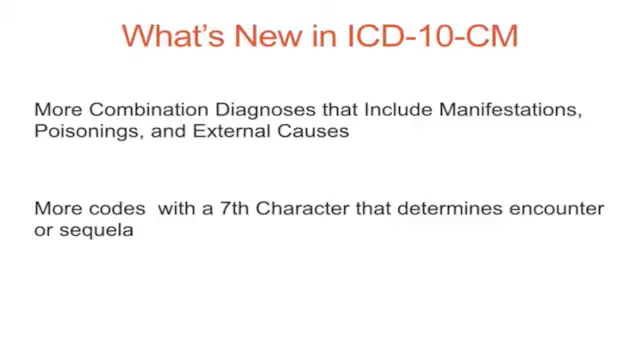 What's New in ICD-10-CM
More Combination Diagnoses that Include Manifestations,
Poisonings, and External Causes
More codes with a 7th Character that determines encounter
or sequela